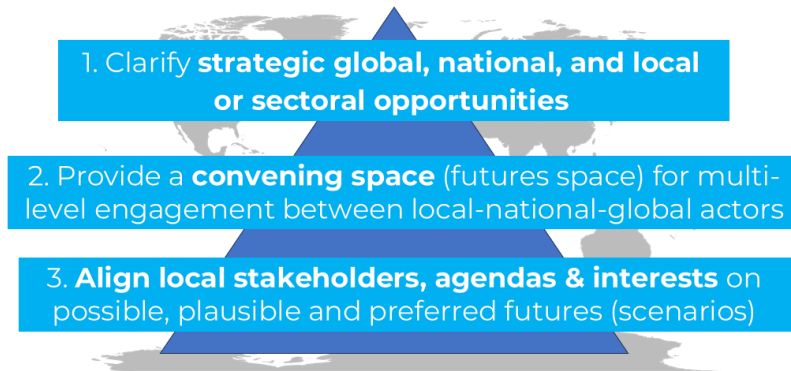 1. Clarify strategic global, national, and local
or sectoral opportunities
2. Provide a convening space (futures space) for multi-
level engagement between local-national-global actors
3. Align local stakeholders, agendas & interests on
possible, plausible and preferred futures (scenarios)